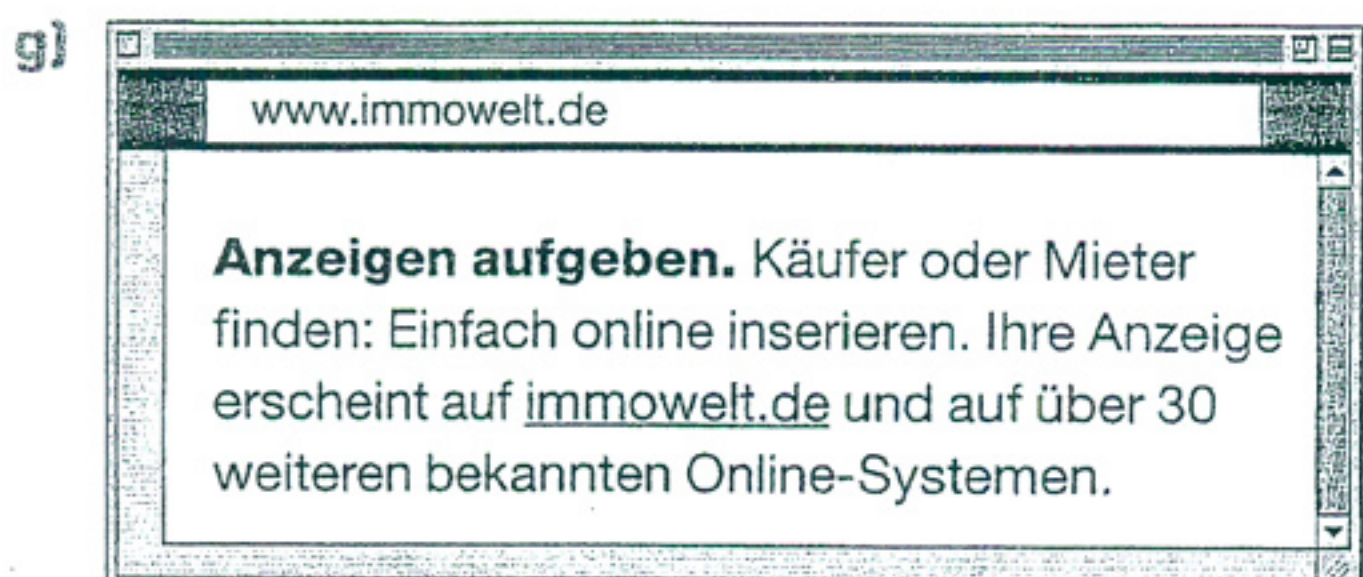 g)
www.immowelt.de
Anzeigen aufgeben. Käufer oder Mieter
finden: Einfach online inserieren. Ihre Anzeige
erscheint auf immowelt.de und auf über 30
weiteren bekannten Online-Systemen.